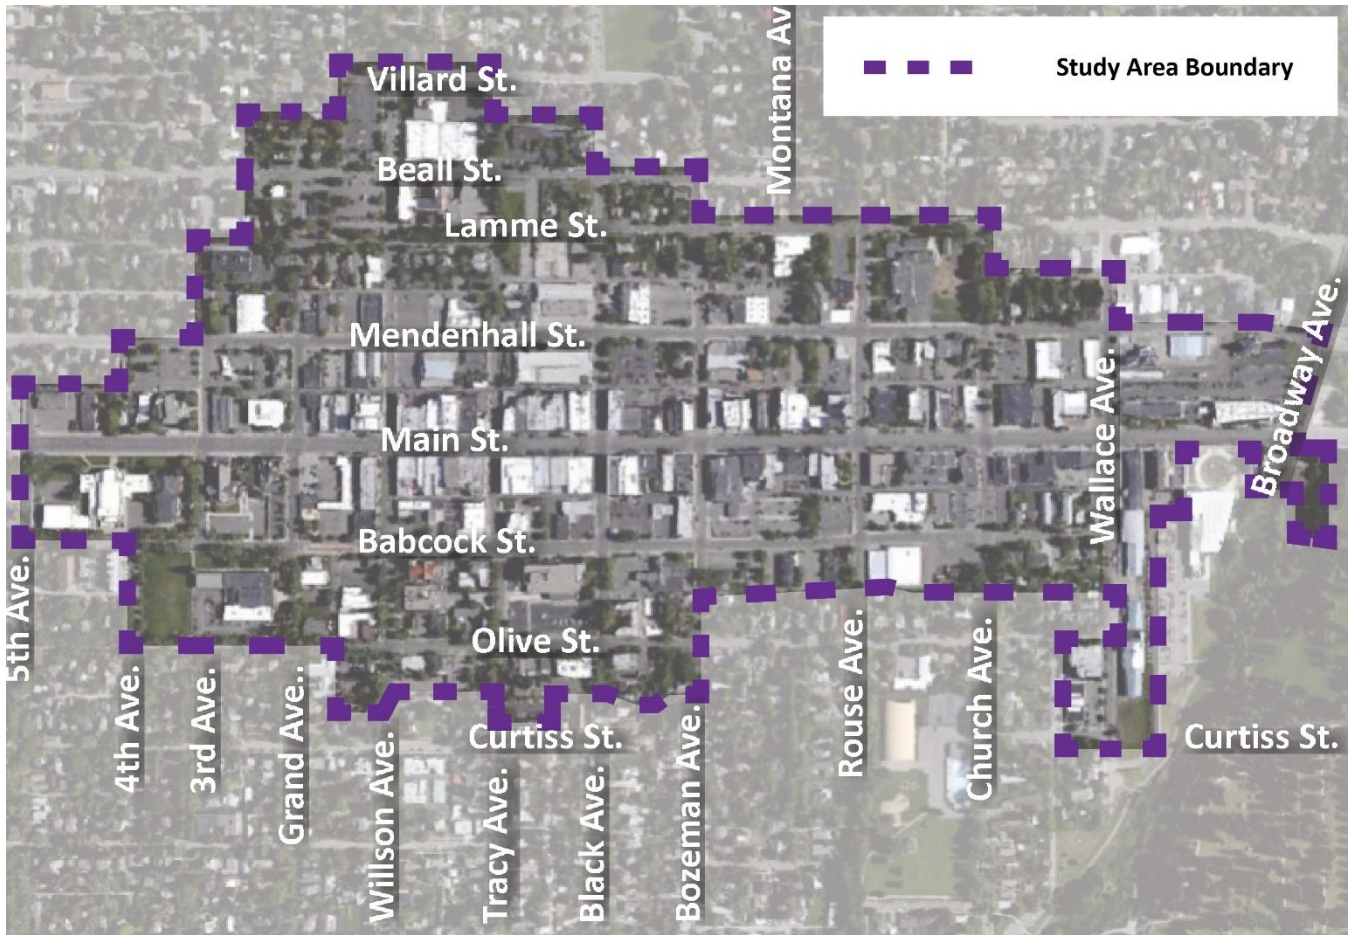 Montana Av
Study Area Boundary
Villard St.
Beall St.
Lamme St.
Mendenhall St.
Broadway Ave.
Wallace Ave.
Main St.
Babcock St.
5th Ave.
Olive St.
4th Ave.
3rd Ave.
Grand Ave..
Rouse Ave.
Church Ave.
Curtiss St.
Curtiss St.
Willson Ave.
Tracy Ave.
Black Ave.
Bozeman Ave.